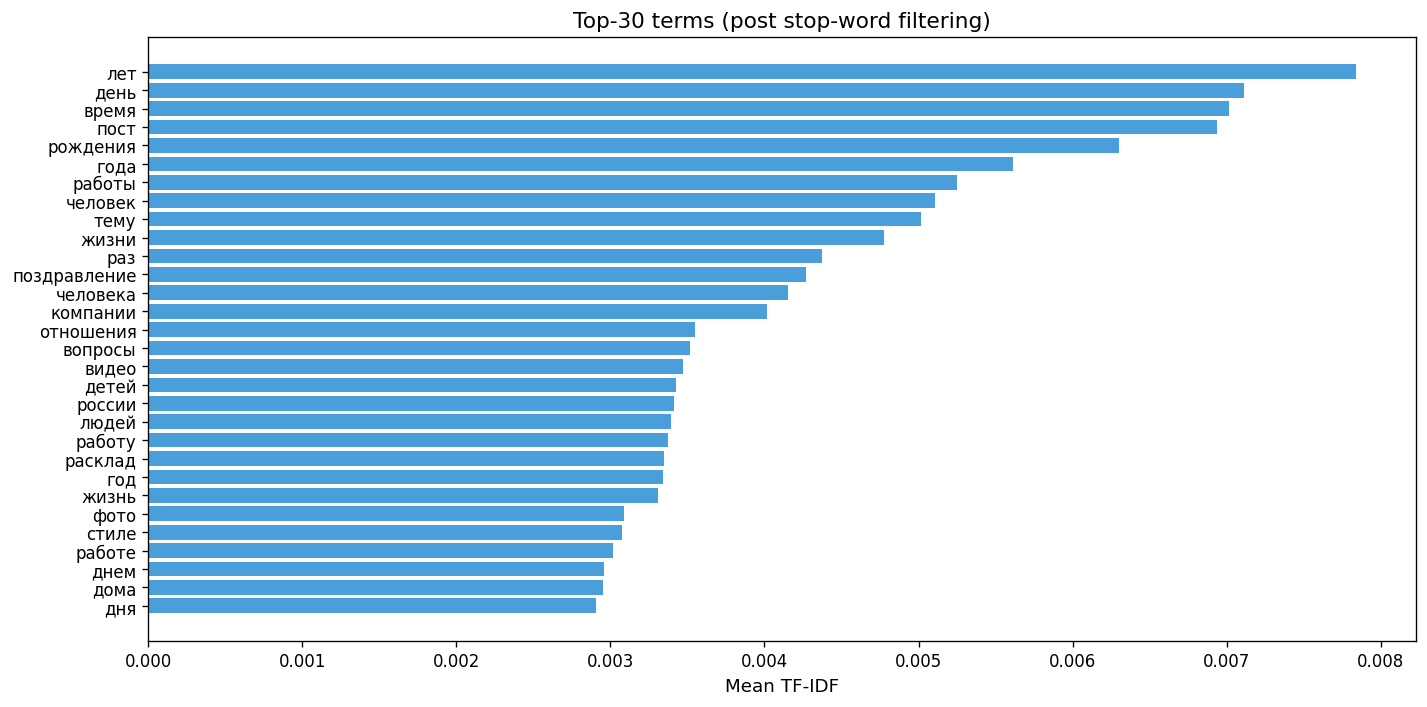 Top-30 terms (post stop-word filtering)
лет
день
время
пост
рождения
года
работы
человек
тему
жизни
раз
поздравление
человека
компании
отношения
вопросы
видео
детей
россии
людей
работу
расклад
год
жизнь
фото
стиле
работе
днем
дома
дня
0.000 0.001 0.002 0.003 0.004 0.005 0.006 0.007 0.008
Mean TF-IDF